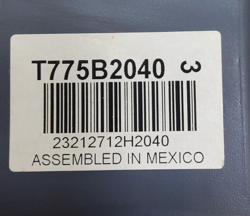 T775B2040 3
23212712H2040
ASSEMBLED IN MEXICO